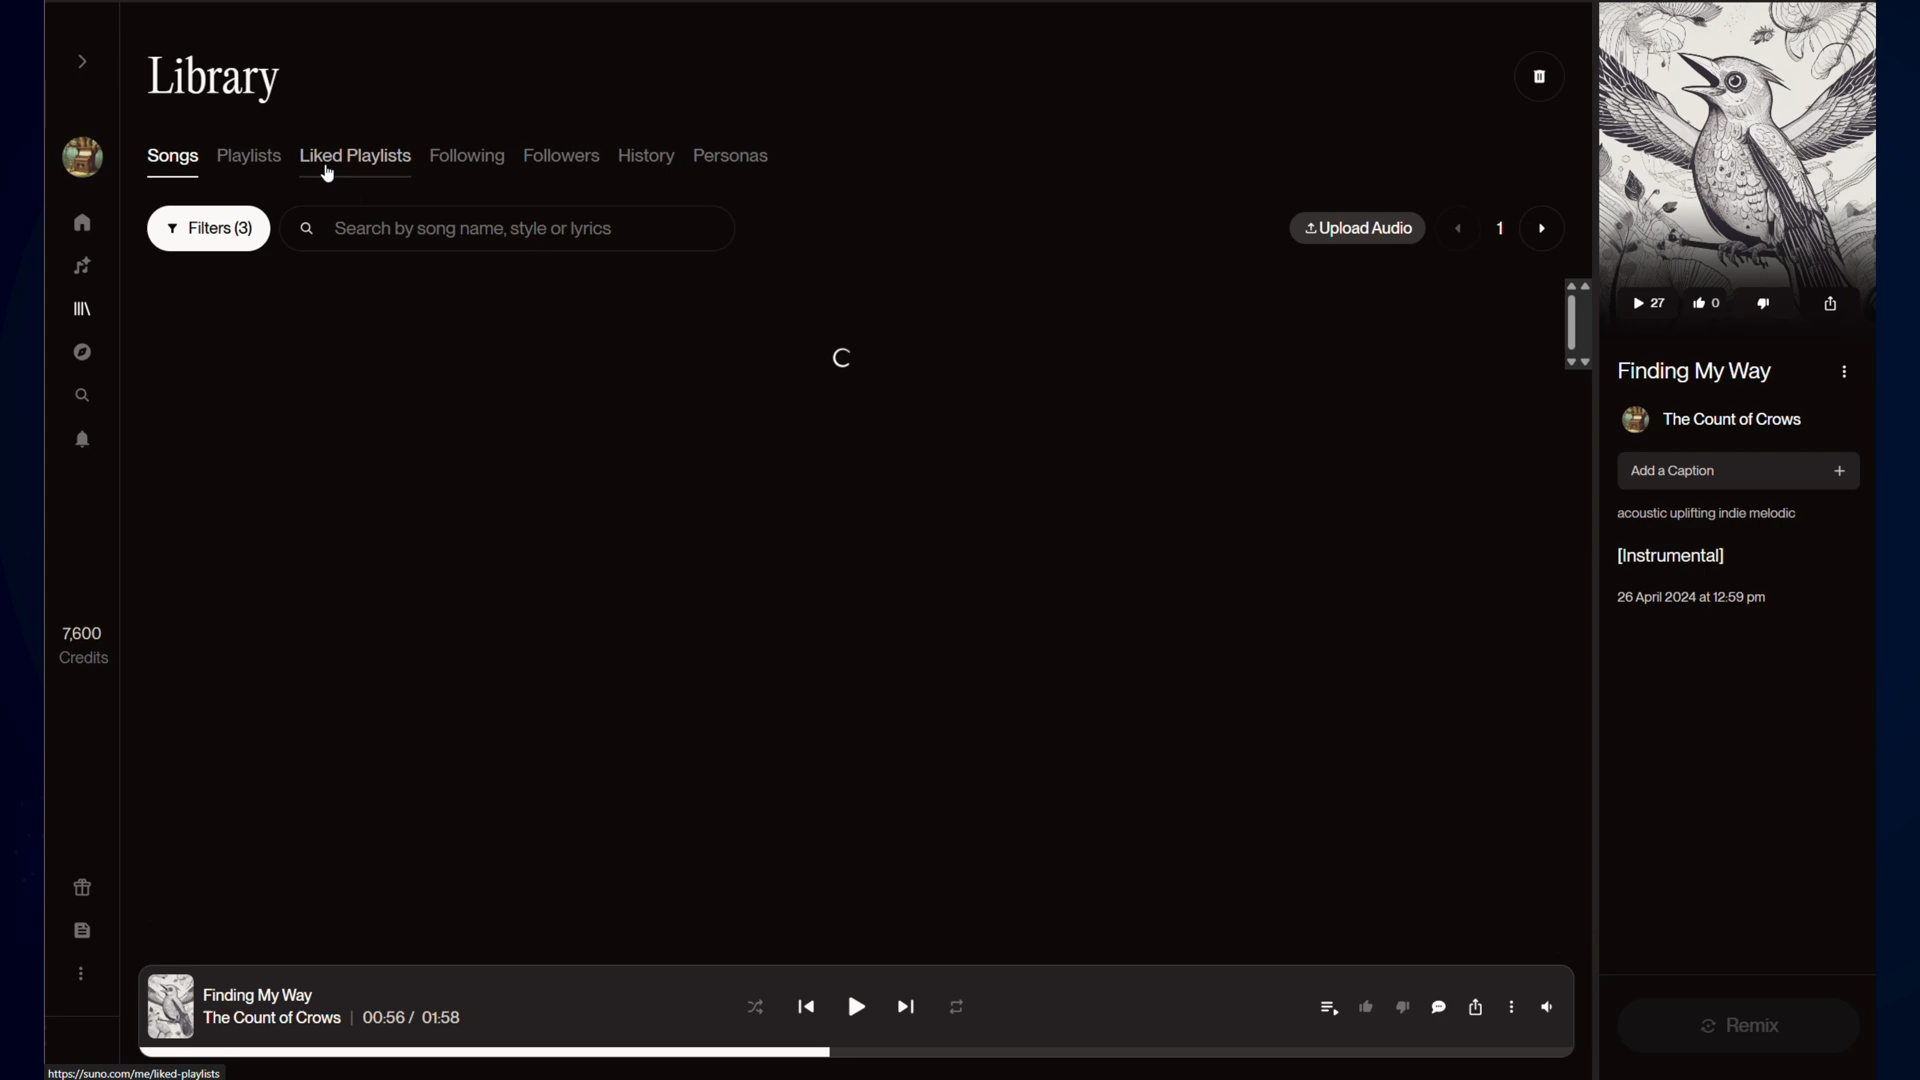 Library
Songs Playlists Liked Playlists Following Followers History Personas
Filters (3) Search by song name, style or lyrics Upload Audio 1
27 0
Finding My Way
The Count of Crows
Add a Caption +
acoustic uplifting indie melodic
[Instrumental]
26 April 2024 at 12:59 pm
7,600
Credits
Finding My Way
The Count of Crows | 00:56 / 01:58
Remix
https://suno.com/me/liked-playlists